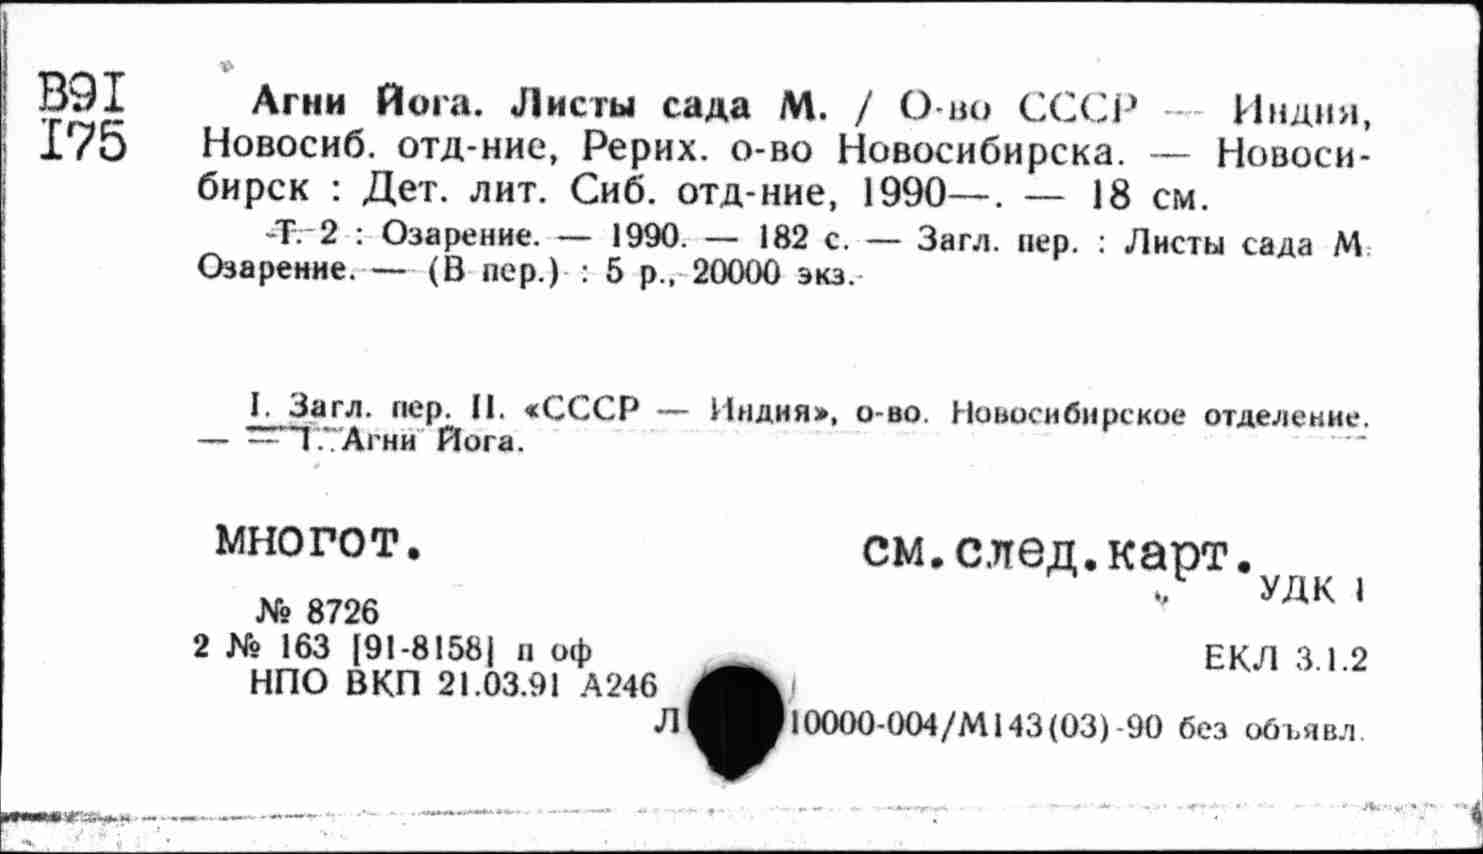 В9I
I75
Агни Йога. Листы сада М. / О-во СССР — Индия,
Новосиб. отд-ние, Рерих. о-во Новосибирска. — Новоси-
бирск : Дет. лит. Сиб. отд-ние, 1990—. — 18 см.
Т. 2 : Озарение. — 1990. — 182 с. — Загл. пер. : Листы сада М.
Озарение. — (В пер.) : 5 р., 20000 экз.
I. Загл. пер. II. «СССР — Индия», о-во. Новосибирское отделение.
— — 1. Агни Йога.
многот.
см.след.карт.
УДК 1
№ 8726
2 № 163 [91-8158] п оф
ЕКЛ 3.1.2
НПО ВКП 21.03.91 А246
Л 10000-004/М143(03)-90 без объявл.